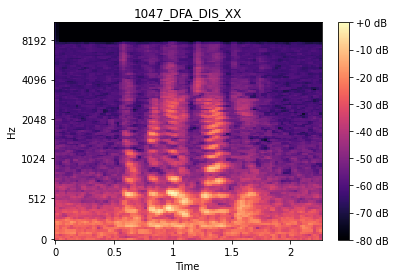 1047_DFA_DIS_XX
+0 dB
8192
-10 dB
4096
-20 dB
-30 dB
2048
Hz
-40 dB
1024
-50 dB
512
-60 dB
-70 dB
0
-80 dB
0
0.5
1
1.5
2
Time